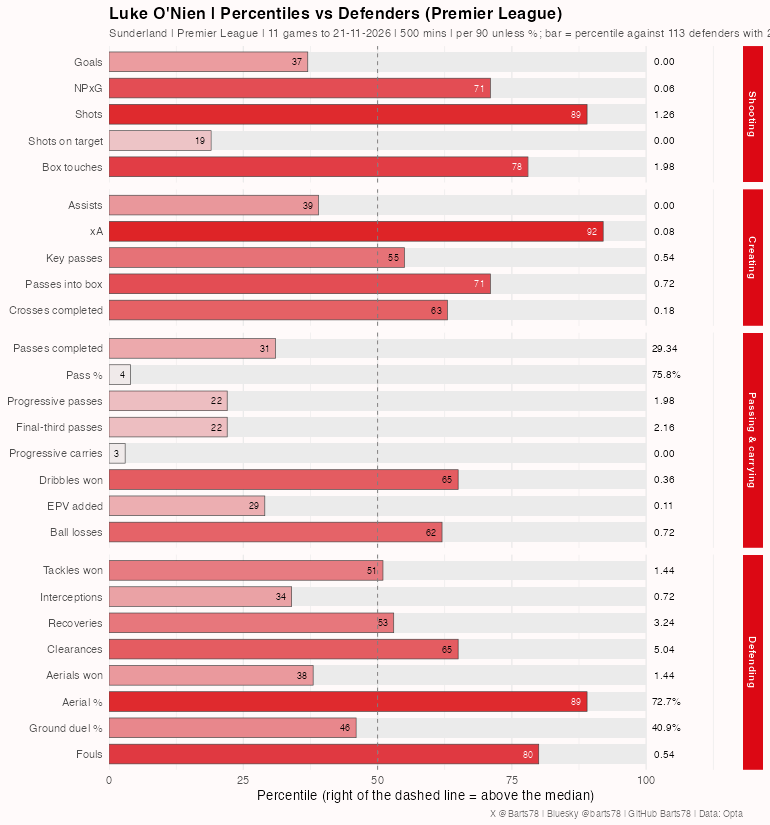 Luke O'Nien | Percentiles vs Defenders (Premier League)
Sunderland | Premier League | 11 games to 21-11-2026 | 500 mins | per 90 unless %; bar = percentile against 113 defenders with 2
Shooting
Goals 37 0.00
NPxG 71 0.06
Shots 89 1.26
Shots on target 19 0.00
Box touches 78 1.98
Creating
Assists 39 0.00
xA 92 0.08
Key passes 55 0.54
Passes into box 71 0.72
Crosses completed 63 0.18
Passing & carrying
Passes completed 31 29.34
Pass % 4 75.8%
Progressive passes 22 1.98
Final-third passes 22 2.16
Progressive carries 3 0.00
Dribbles won 65 0.36
EPV added 29 0.11
Ball losses 62 0.72
Defending
Tackles won 51 1.44
Interceptions 34 0.72
Recoveries 53 3.24
Clearances 65 5.04
Aerials won 38 1.44
Aerial % 89 72.7%
Ground duel % 46 40.9%
Fouls 80 0.54
0 25 50 75 100
Percentile (right of the dashed line = above the median)
X @Barts78 | Bluesky @barts78 | GitHub Barts78 | Data: Opta